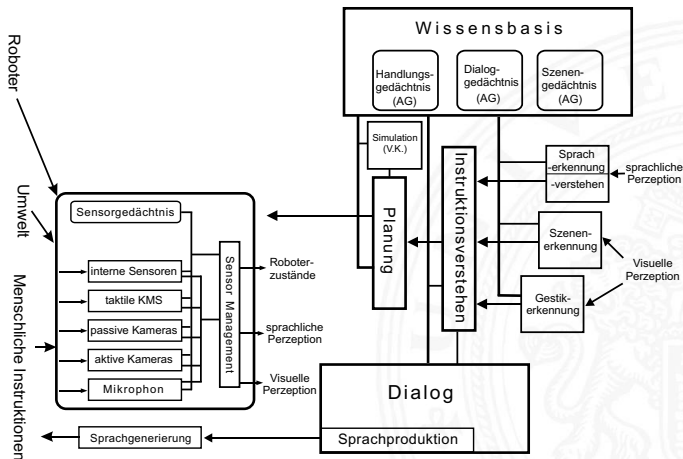 Wissensbasis
Handlungs-
gedächtnis
(AG)
Dialog-
gedächtnis
(AG)
Szenen-
gedächtnis
(AG)
Roboter
Umwelt
Menschliche Instruktionen
Simulation
(V.K.)
Planung
Instruktionsverstehen
Sprach
-erkennung
-verstehen
sprachliche
Perzeption
Szenen-
erkennung
Visuelle
Perzeption
Gestik-
erkennung
Sensorgedächtnis
interne Sensoren
taktile KMS
passive Kameras
aktive Kameras
Mikrophon
Sensor Management
Roboter-
zustände
sprachliche
Perzeption
Visuelle
Perzeption
Dialog
Sprachproduktion
Sprachgenerierung